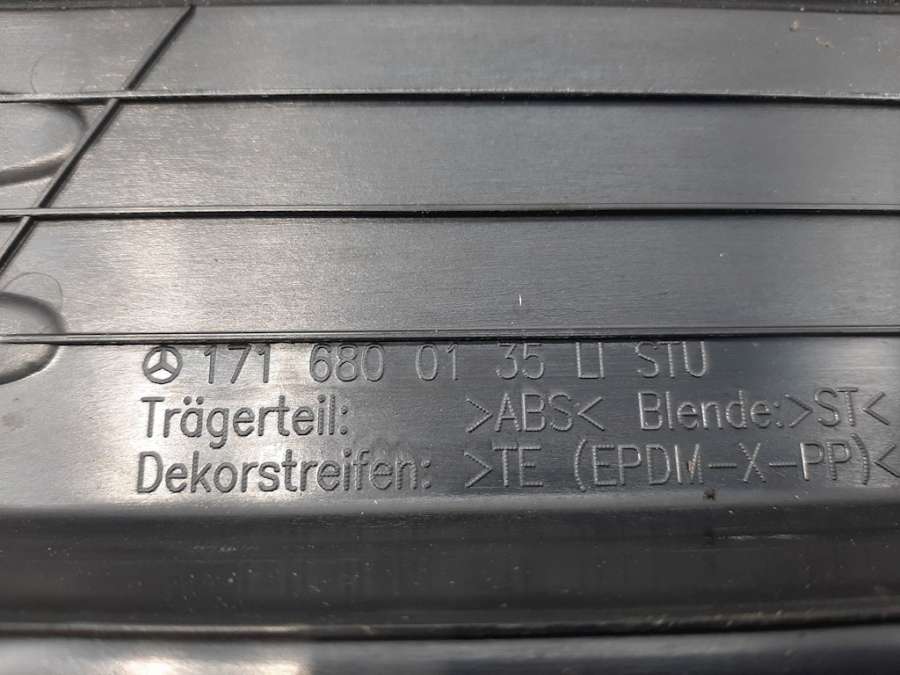 171 680 01 35 LI STU
Trägerteil: >ABS< Blende:>ST<
Dekorstreifen: >TE (EPDM-X-PP)<